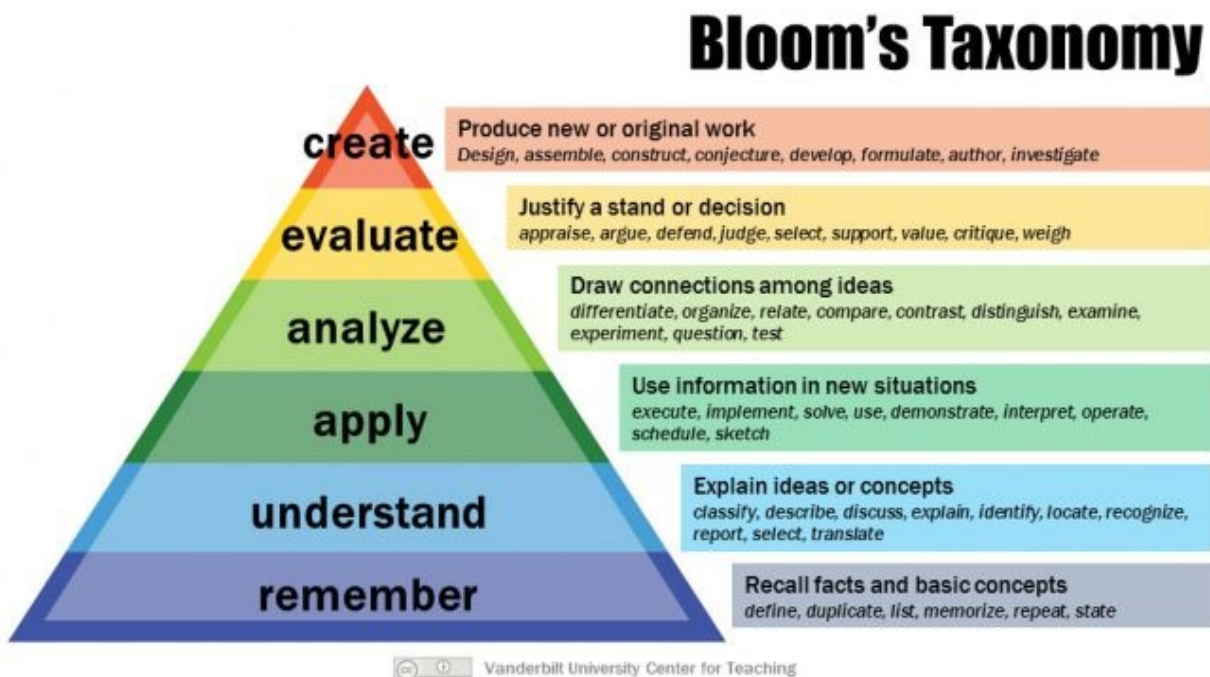 Bloom's Taxonomy
create
Produce new or original work
Design, assemble, construct, conjecture, develop, formulate, author, investigate
evaluate
Justify a stand or decision
appraise, argue, defend, judge, select, support, value, critique, weigh
analyze
Draw connections among ideas
differentiate, organize, relate, compare, contrast, distinguish, examine,
experiment, question, test
apply
Use information in new situations
execute, implement, solve, use, demonstrate, interpret, operate,
schedule, sketch
understand
Explain ideas or concepts
classify, describe, discuss, explain, identify, locate, recognize,
report, select, translate
remember
Recall facts and basic concepts
define, duplicate, list, memorize, repeat, state
cc Vanderbilt University Center for Teaching